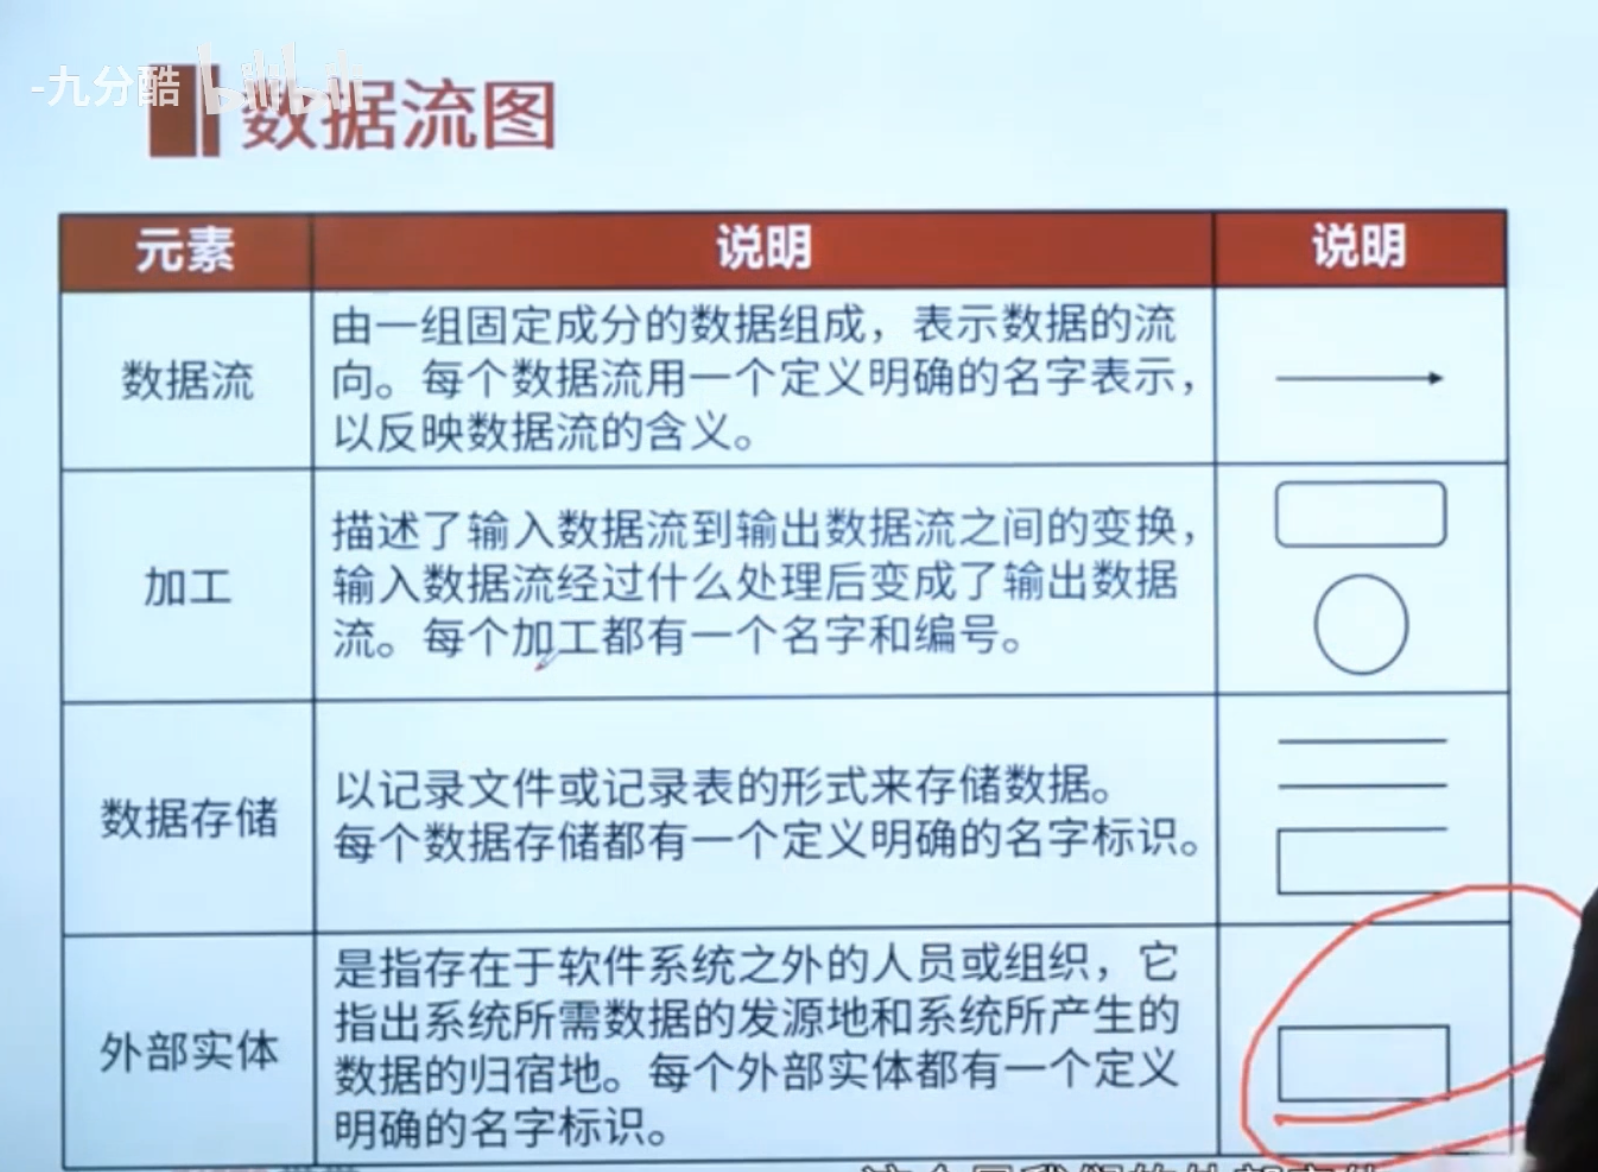 -九分酷 bilibili
数据流图
元素 说明 说明
数据流
由一组固定成分的数据组成，表示数据的流
向。每个数据流用一个定义明确的名字表示，
以反映数据流的含义。
加工
描述了输入数据流到输出数据流之间的变换，
输入数据流经过什么处理后变成了输出数据
流。每个加工都有一个名字和编号。
数据存储
以记录文件或记录表的形式来存储数据。
每个数据存储都有一个定义明确的名字标识。
外部实体
是指存在于软件系统之外的人员或组织，它
指出系统所需数据的发源地和系统所产生的
数据的归宿地。每个外部实体都有一个定义
明确的名字标识。